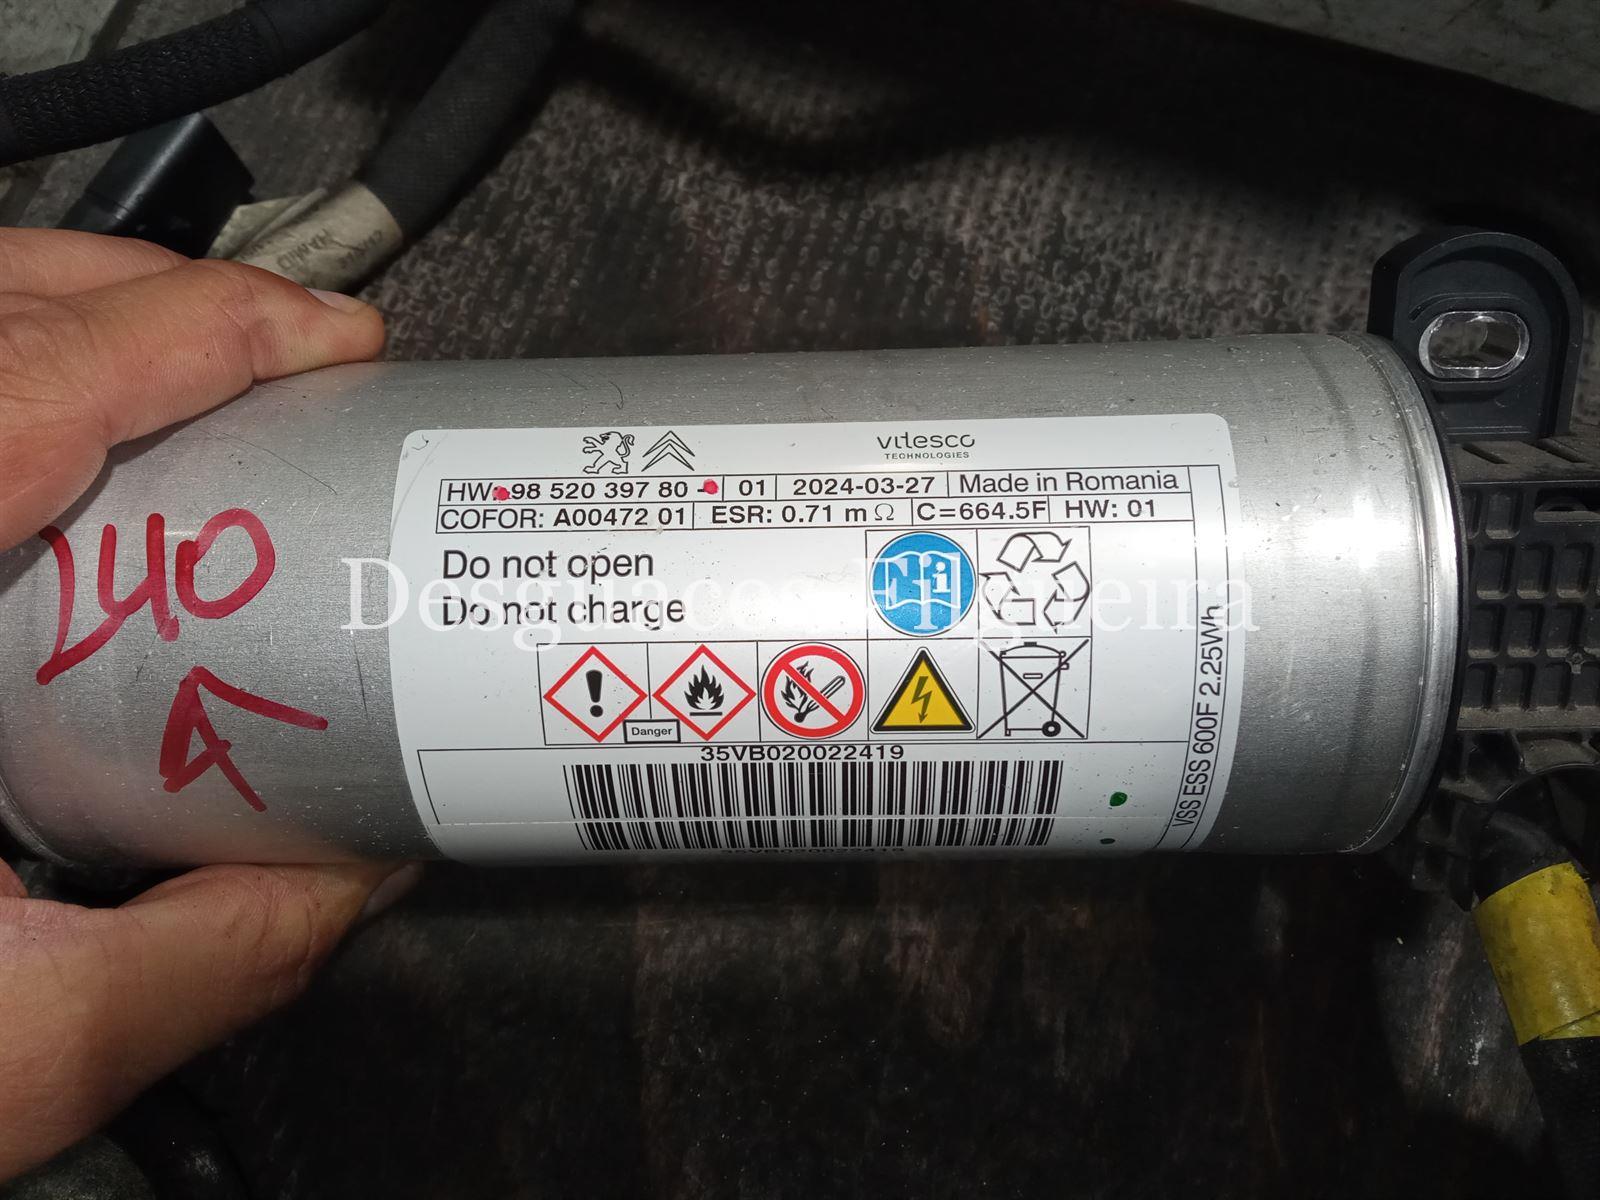 vitesco
TECHNOLOGIES
HW: 98 520 397 80 - 01 2024-03-27 Made in Romania
COFOR: A00472 01 ESR: 0.71 mΩ C=664.5F HW: 01
Do not open
Do not charge
Danger
35VB020022419
35VB020022419
VSS ESS 600F 2.25Wh
240
Desguaces Filgueira